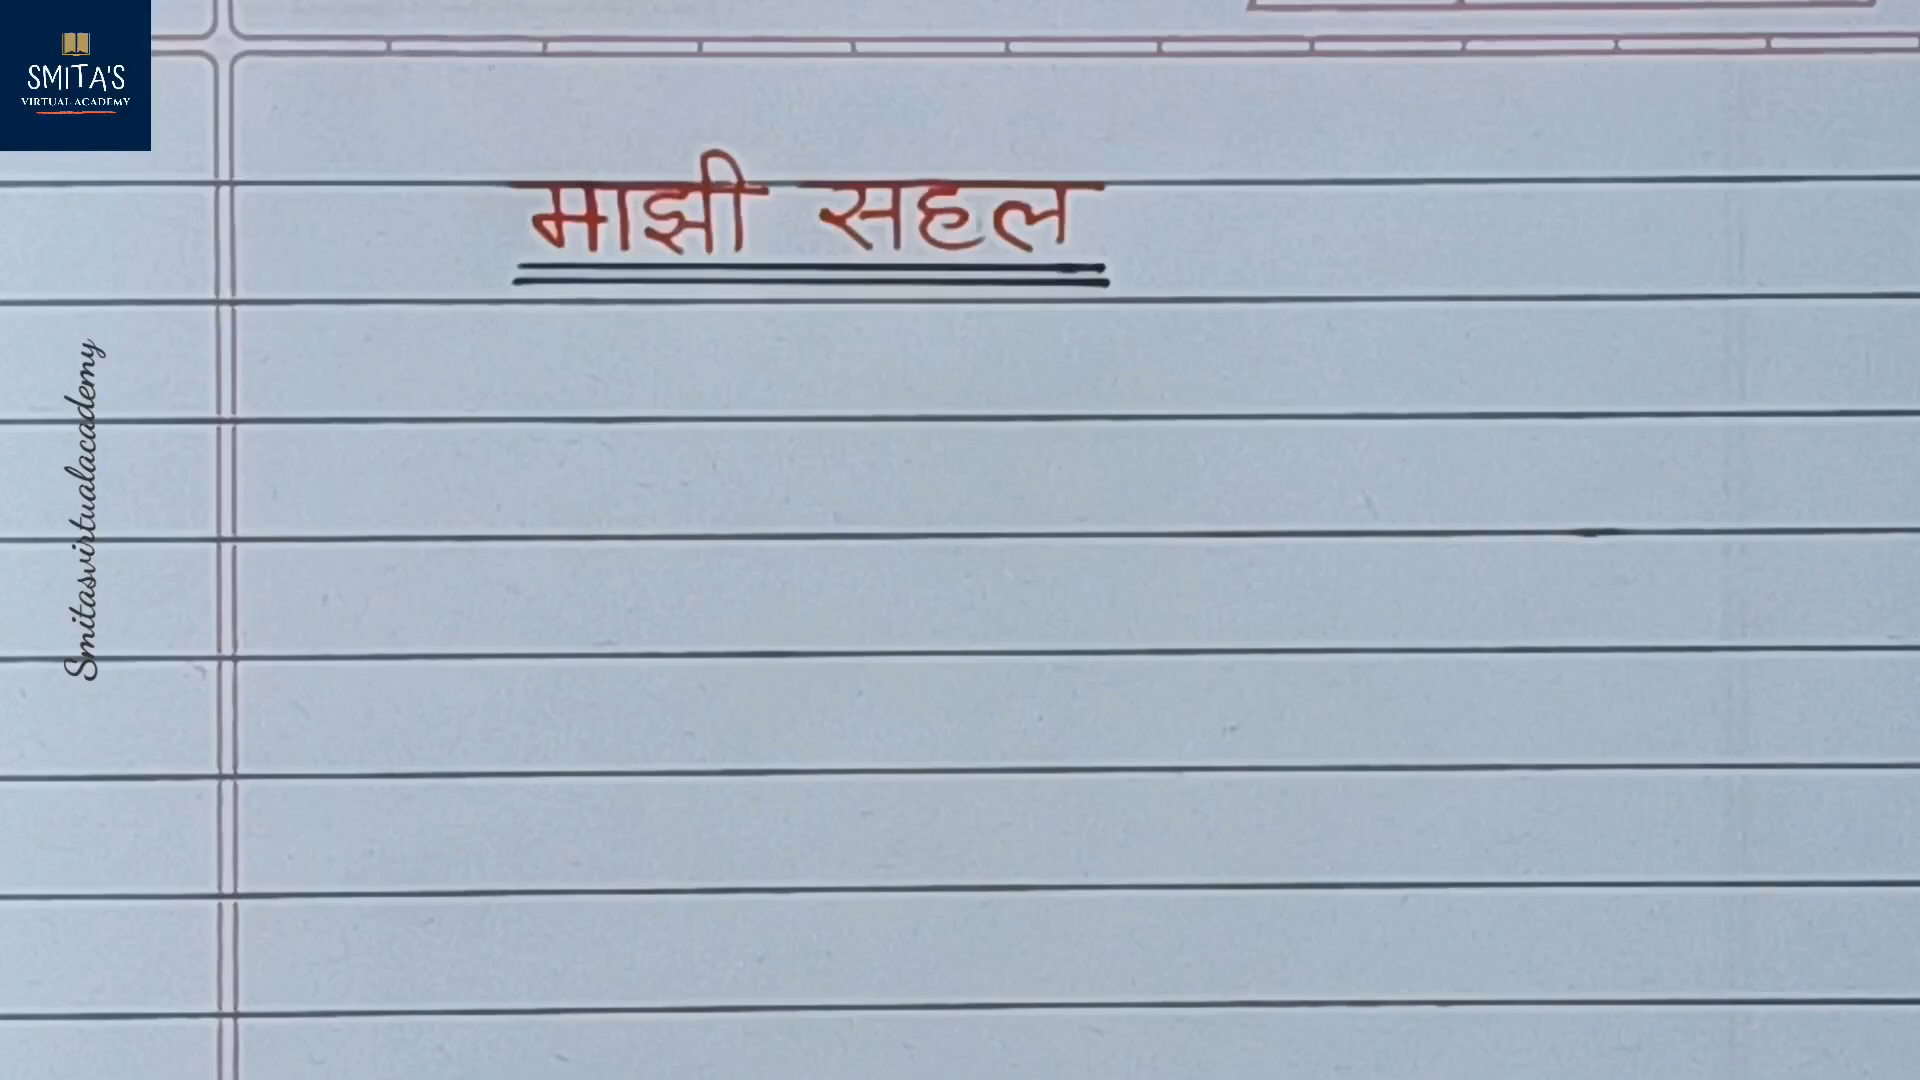 SMITA'S
VIRTUAL ACADEMY
माझी सहल
Smitasvirtualacademy